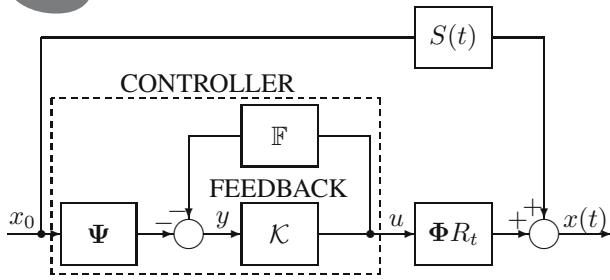 S(t)
CONTROLLER
𝔽
FEEDBACK
x₀ Ψ − − y 𝒦 u ΦRₜ + + x(t)